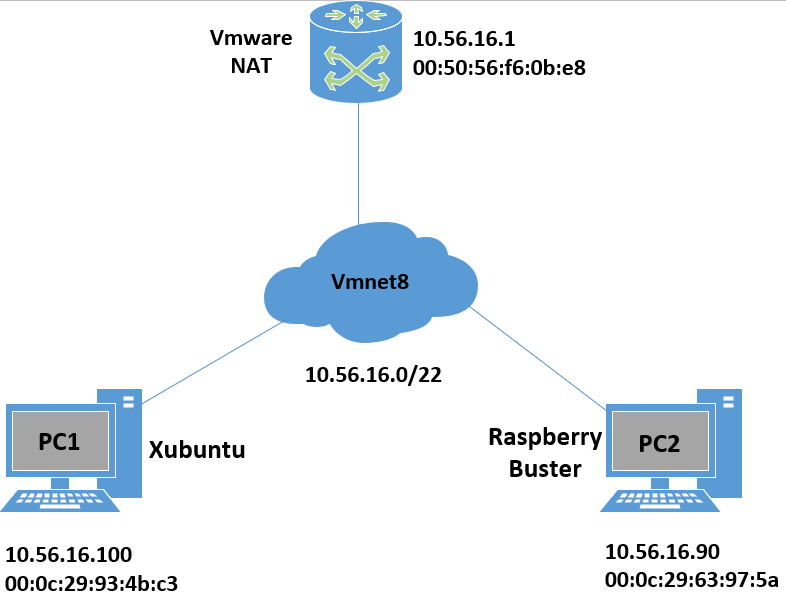 Vmware
NAT
10.56.16.1
00:50:56:f6:0b:e8
Vmnet8
10.56.16.0/22
PC1
Xubuntu
10.56.16.100
00:0c:29:93:4b:c3
Raspberry
Buster
PC2
10.56.16.90
00:0c:29:63:97:5a